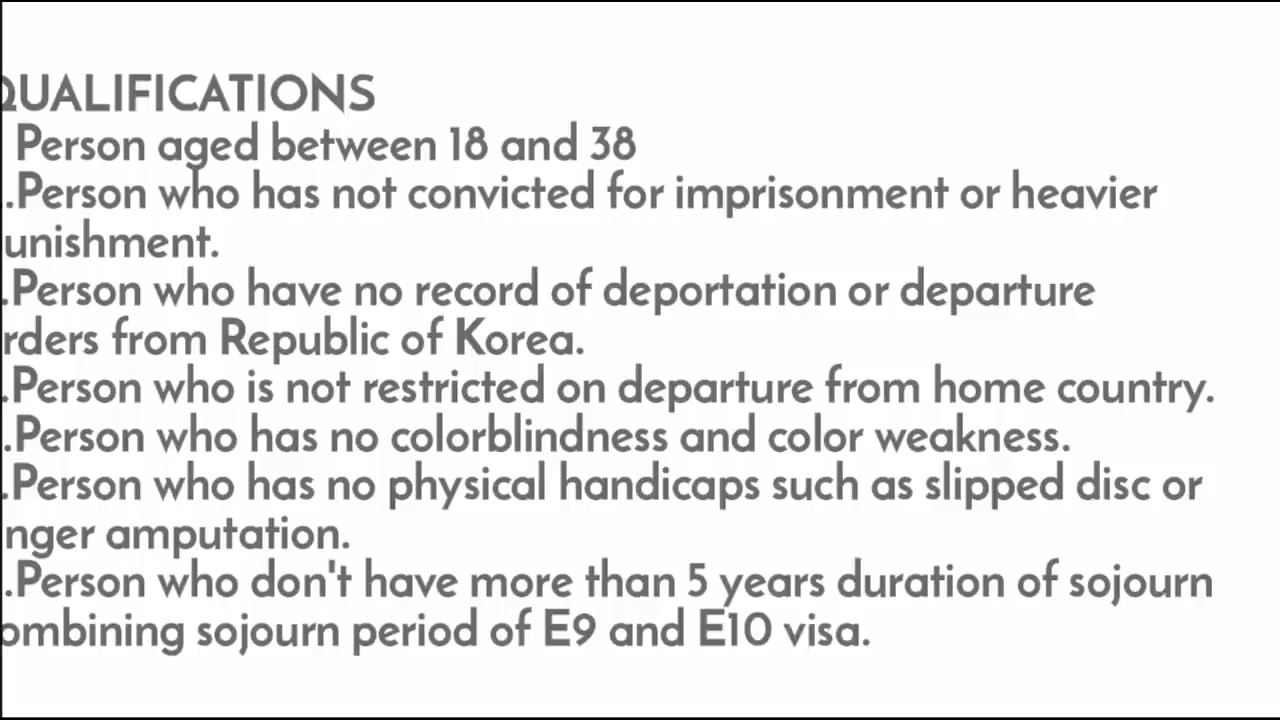 QUALIFICATIONS
Person aged between 18 and 38
.Person who has not convicted for imprisonment or heavier
unishment.
.Person who have no record of deportation or departure
rders from Republic of Korea.
.Person who is not restricted on departure from home country.
.Person who has no colorblindness and color weakness.
.Person who has no physical handicaps such as slipped disc or
nger amputation.
.Person who don't have more than 5 years duration of sojourn
ombining sojourn period of E9 and E10 visa.